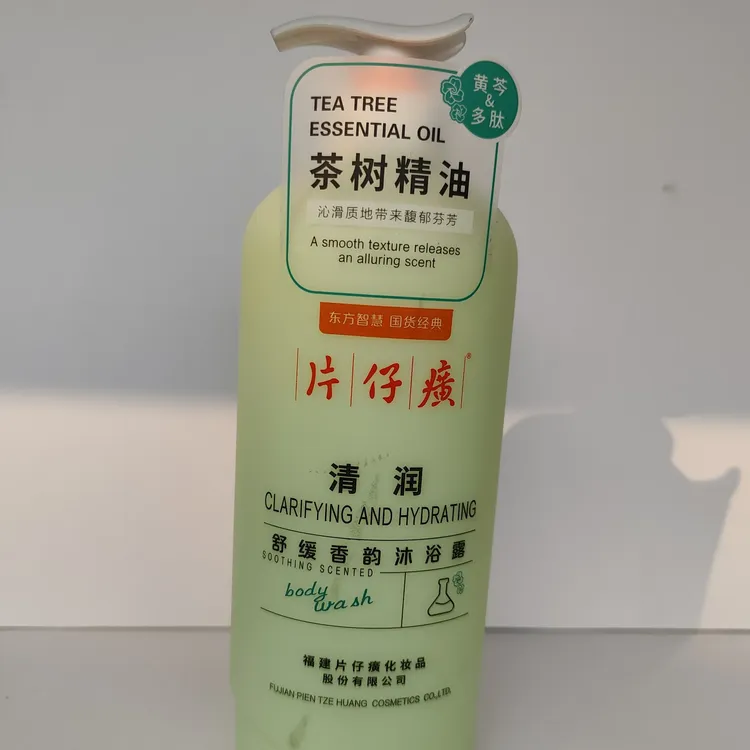 TEA TREE
ESSENTIAL OIL
黄芩
&
多肽
茶树精油
沁滑质地带来馥郁芬芳
A smooth texture releases
an alluring scent
东方智慧 国货经典
片仔癀®
清润
CLARIFYING AND HYDRATING
舒缓香韵沐浴露
SOOTHING SCENTED
body
wash
福建片仔癀化妆品
股份有限公司
FUJIAN PIEN TZE HUANG COSMETICS CO.,LTD.